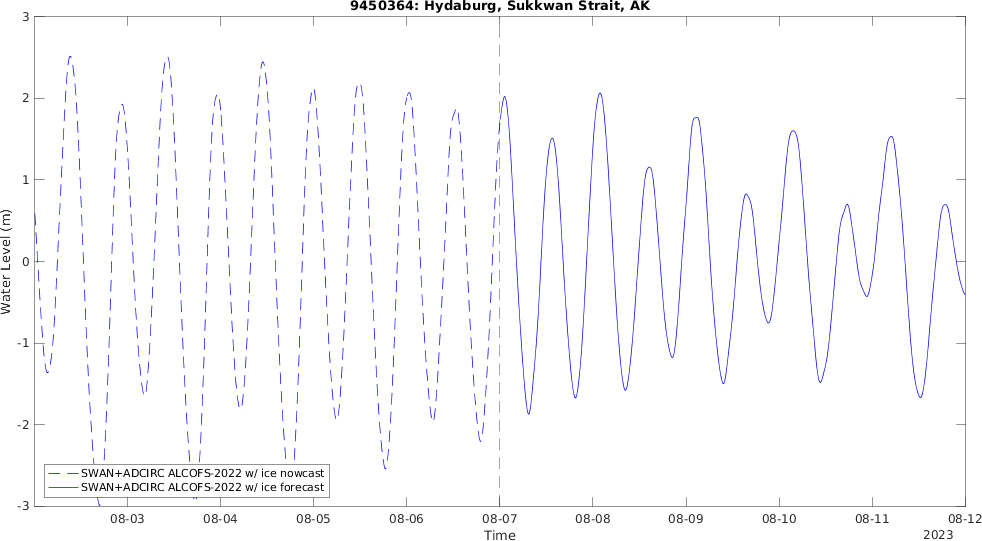 9450364: Hydaburg, Sukkwan Strait, AK
3
2
1
0
-1
-2
-3
Water Level (m)
SWAN+ADCIRC ALCOFS-2022 w/ ice nowcast
SWAN+ADCIRC ALCOFS-2022 w/ ice forecast
08-03 08-04 08-05 08-06 08-07 08-08 08-09 08-10 08-11 08-12
Time
2023